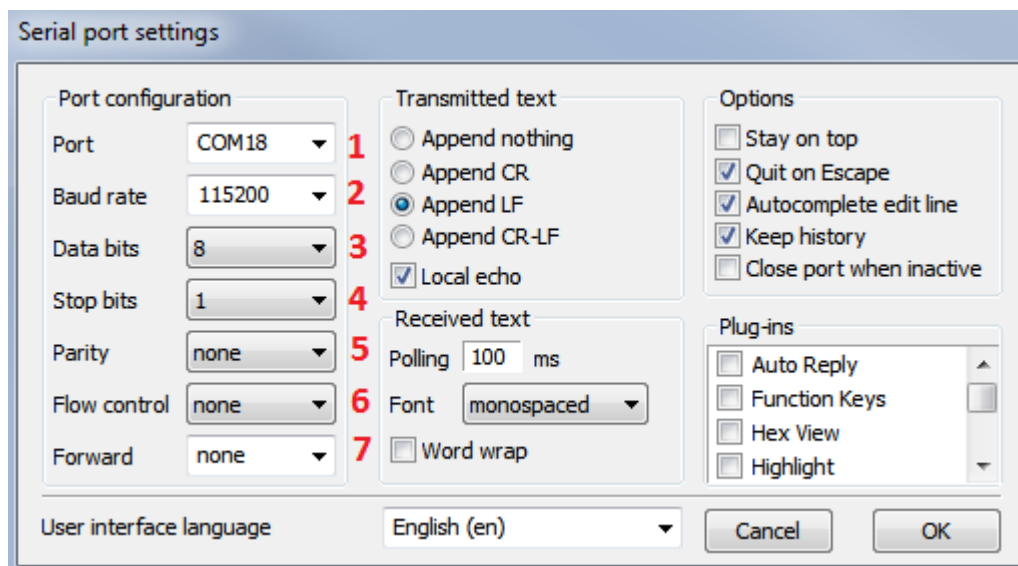 Serial port settings
Port configuration
Port COM18 1
Baud rate 115200 2
Data bits 8 3
Stop bits 1 4
Parity none 5
Flow control none 6
Forward none 7
Transmitted text
Append nothing
Append CR
Append LF
Append CR-LF
Local echo
Received text
Polling 100 ms
Font monospaced
Word wrap
Options
Stay on top
Quit on Escape
Autocomplete edit line
Keep history
Close port when inactive
Plug-ins
Auto Reply
Function Keys
Hex View
Highlight
User interface language English (en) Cancel OK